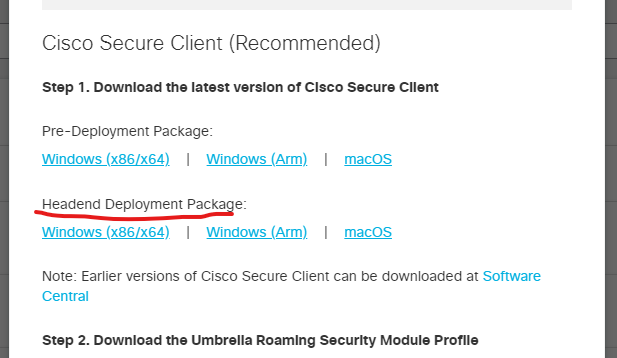 Cisco Secure Client (Recommended)
Step 1. Download the latest version of Cisco Secure Client
Pre-Deployment Package:
Windows (x86/x64) | Windows (Arm) | macOS
Headend Deployment Package:
Windows (x86/x64) | Windows (Arm) | macOS
Note: Earlier versions of Cisco Secure Client can be downloaded at Software
Central
Step 2. Download the Umbrella Roaming Security Module Profile